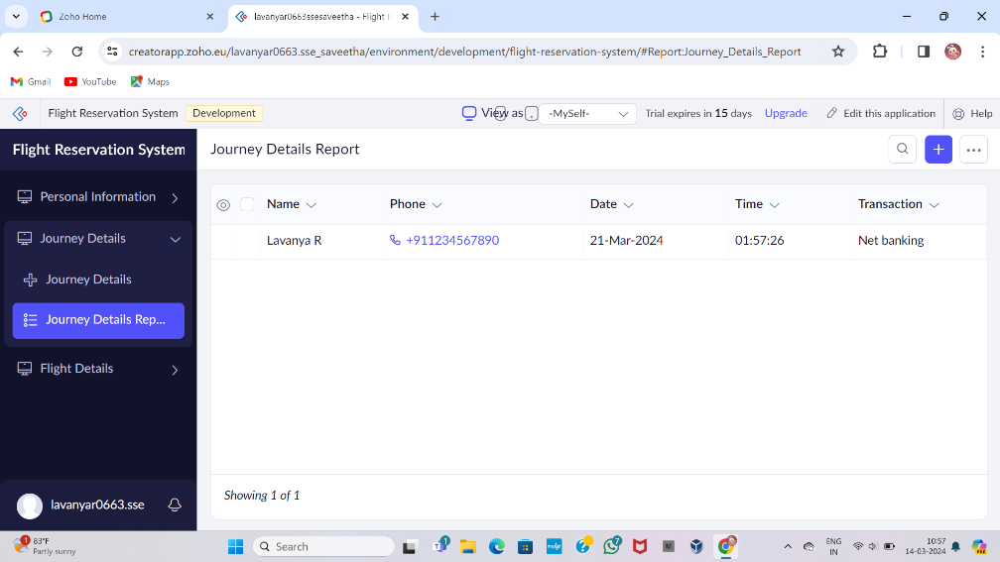 Zoho Home
lavanyar0663ssesaveetha - Flight R
creatorapp.zoho.eu/lavanyar0663.sse_saveetha/environment/development/flight-reservation-system/#Report:Journey_Details_Report
Gmail YouTube Maps
Flight Reservation System Development View as -MySelf- Trial expires in 15 days Upgrade Edit this application Help
Flight Reservation System
Journey Details Report
Personal Information
Journey Details
Journey Details
Journey Details Rep...
Flight Details
Name Phone Date Time Transaction
Lavanya R +911234567890 21-Mar-2024 01:57:26 Net banking
Showing 1 of 1
lavanyar0663.sse
1 83°F
Partly sunny
Search
1
7
ENG
IN
10:57
14-03-2024
PRE